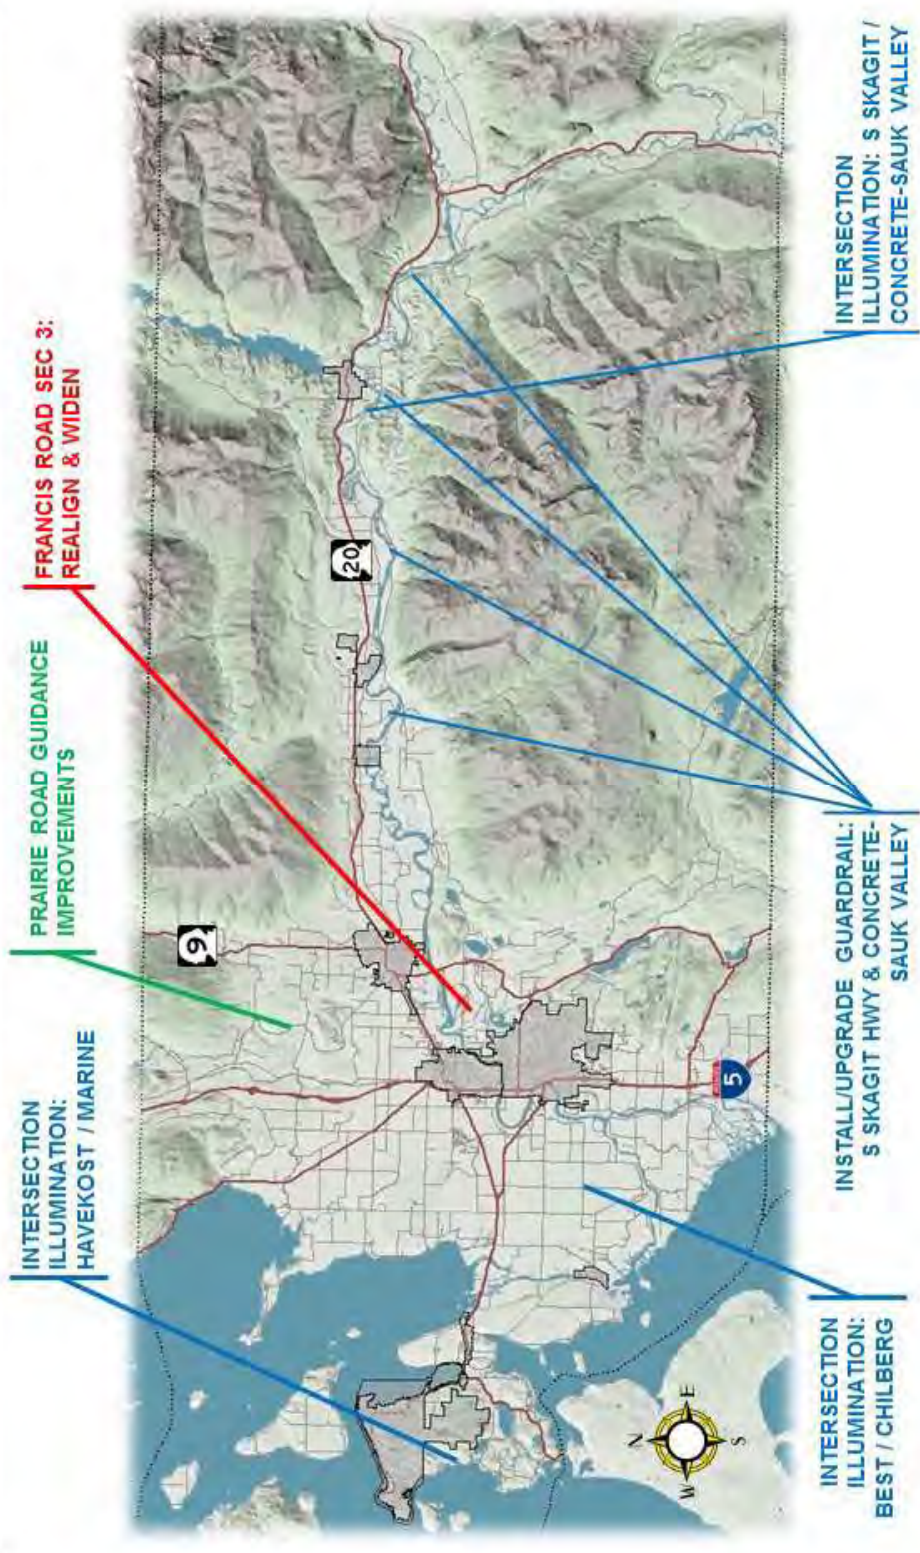 INTERSECTION
ILLUMINATION:
HAVEKOST / MARINE
PRAIRIE ROAD GUIDANCE
IMPROVEMENTS
FRANCIS ROAD SEC 3:
REALIGN & WIDEN
9
20
5
N
W
E
S
INTERSECTION
ILLUMINATION:
BEST / CHILBERG
INSTALL/UPGRADE GUARDRAIL:
S SKAGIT HWY & CONCRETE-
SAUK VALLEY
INTERSECTION
ILLUMINATION: S SKAGIT /
CONCRETE-SAUK VALLEY